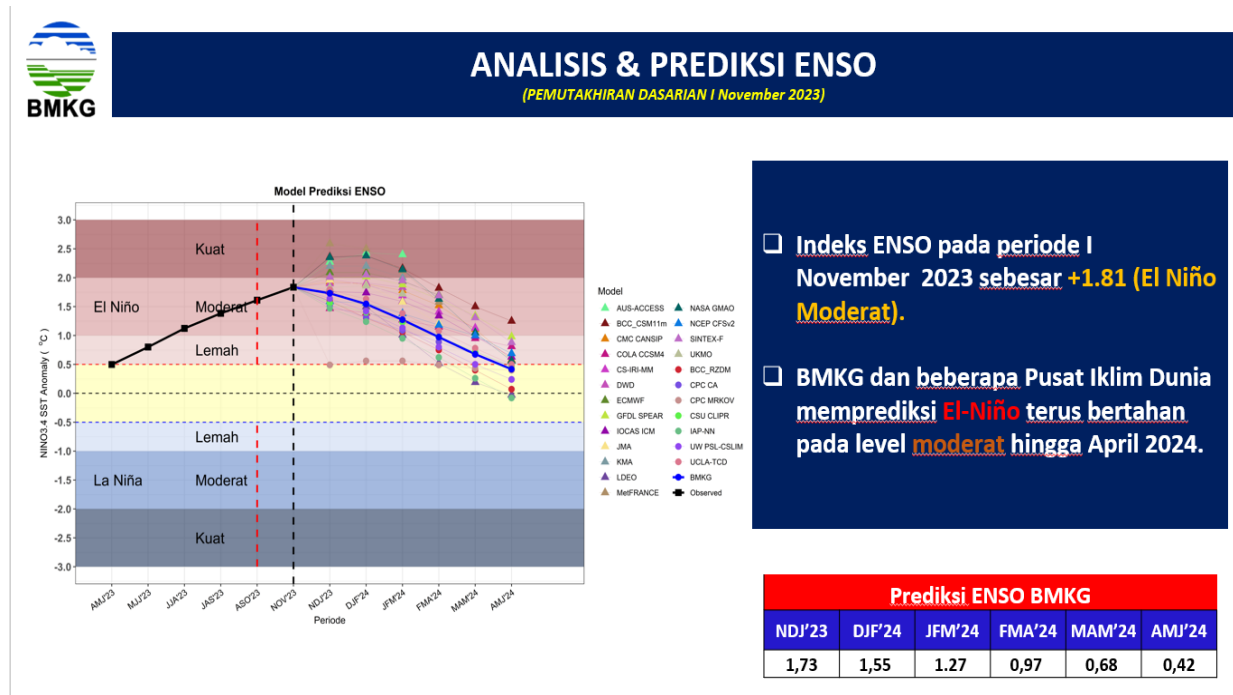 BMKG
ANALISIS & PREDIKSI ENSO
(PEMUTAKHIRAN DASARIAN I November 2023)
Model Prediksi ENSO
NINO3.4 SST Anomaly ( °C )
3.0
2.5
2.0
1.5
1.0
0.5
0.0
-0.5
-1.0
-1.5
-2.0
-2.5
-3.0
Kuat
El Niño Moderat
Lemah
Lemah
La Niña Moderat
Kuat
AMJ'23 MJJ'23 JJA'23 JAS'23 ASO'23 NOV'23 NDJ'23 DJF'24 JFM'24 FMA'24 MAM'24 AMJ'24
Periode
Model
AUS-ACCESS NASA GMAO
BCC_CSM11m NCEP CFSv2
CMC CANSIP SINTEX-F
COLA CCSM4 UKMO
CS-IRI-MM BCC_RZDM
DWD CPC CA
ECMWF CPC MRKOV
GFDL SPEAR CSU CLIPR
IOCAS ICM IAP-NN
JMA UW PSL-CSLIM
KMA UCLA-TCD
LDEO BMKG
MetFRANCE Observed
Indeks ENSO pada periode I
November 2023 sebesar +1.81 (El Niño
Moderat).
BMKG dan beberapa Pusat Iklim Dunia
memprediksi El-Niño terus bertahan
pada level moderat hingga April 2024.
Prediksi ENSO BMKG
NDJ'23 DJF'24 JFM'24 FMA'24 MAM'24 AMJ'24
1,73 1,55 1.27 0,97 0,68 0,42